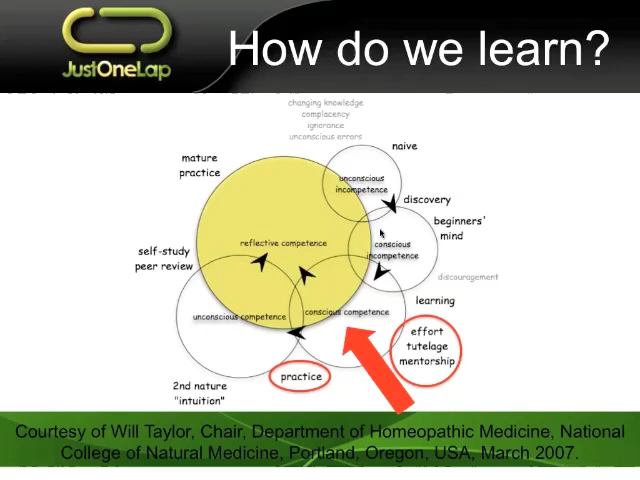 JustOneLap
How do we learn?
changing knowledge
complacency
ignorance
unconscious errors
naive
mature
practice
unconscious
incompetence
discovery
beginners'
mind
reflective competence
conscious
incompetence
self-study
peer review
discouragement
learning
unconscious competence
conscious competence
effort
tutelage
mentorship
practice
2nd nature
"intuition"
Courtesy of Will Taylor, Chair, Department of Homeopathic Medicine, National
College of Natural Medicine, Portland, Oregon, USA, March 2007.